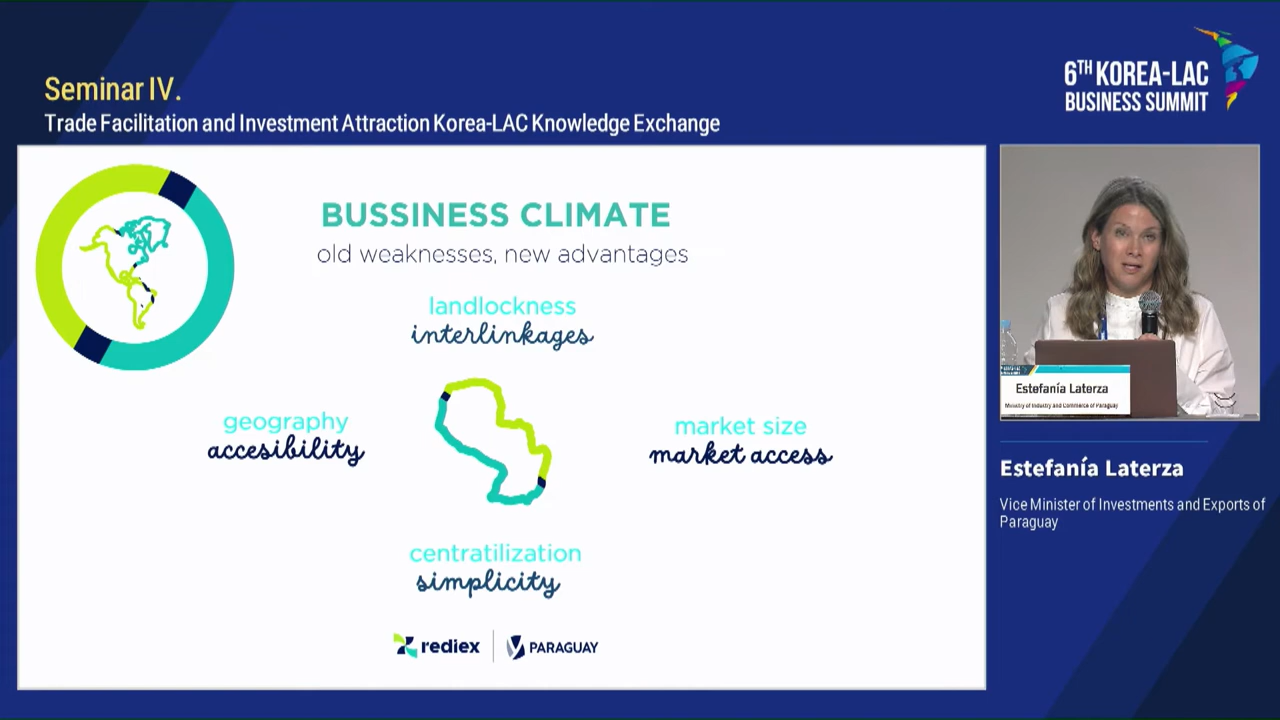 Seminar IV.
Trade Facilitation and Investment Attraction Korea-LAC Knowledge Exchange
6TH KOREA-LAC
BUSINESS SUMMIT
BUSSINESS CLIMATE
old weaknesses, new advantages
landlockness
interlinkages
geography
accesibility
market size
market access
centratilization
simplicity
rediex
PARAGUAY
Estefanía Laterza
Ministry of Industry and Commerce of Paraguay
Estefanía Laterza
Vice Minister of Investments and Exports of
Paraguay